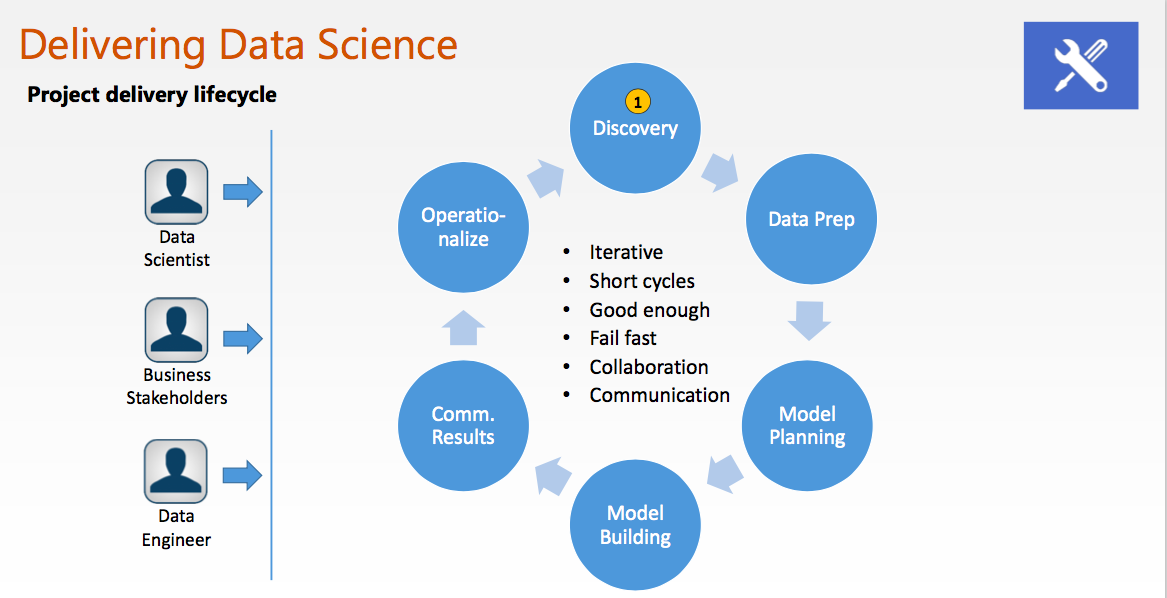 Delivering Data Science
Project delivery lifecycle
Data
Scientist
Business
Stakeholders
Data
Engineer
1
Discovery
Data Prep
Model
Planning
Model
Building
Comm.
Results
Operatio-
nalize
• Iterative
• Short cycles
• Good enough
• Fail fast
• Collaboration
• Communication